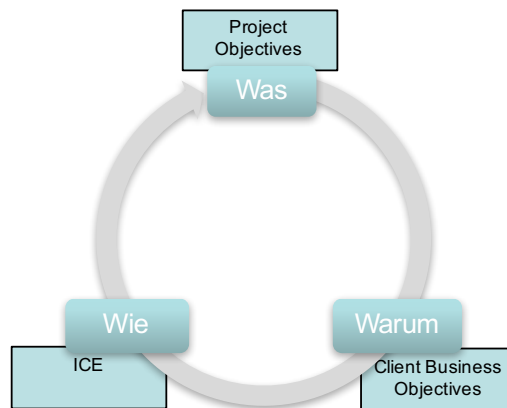 Project
Objectives
Was
Wie
Warum
ICE
Client Business
Objectives